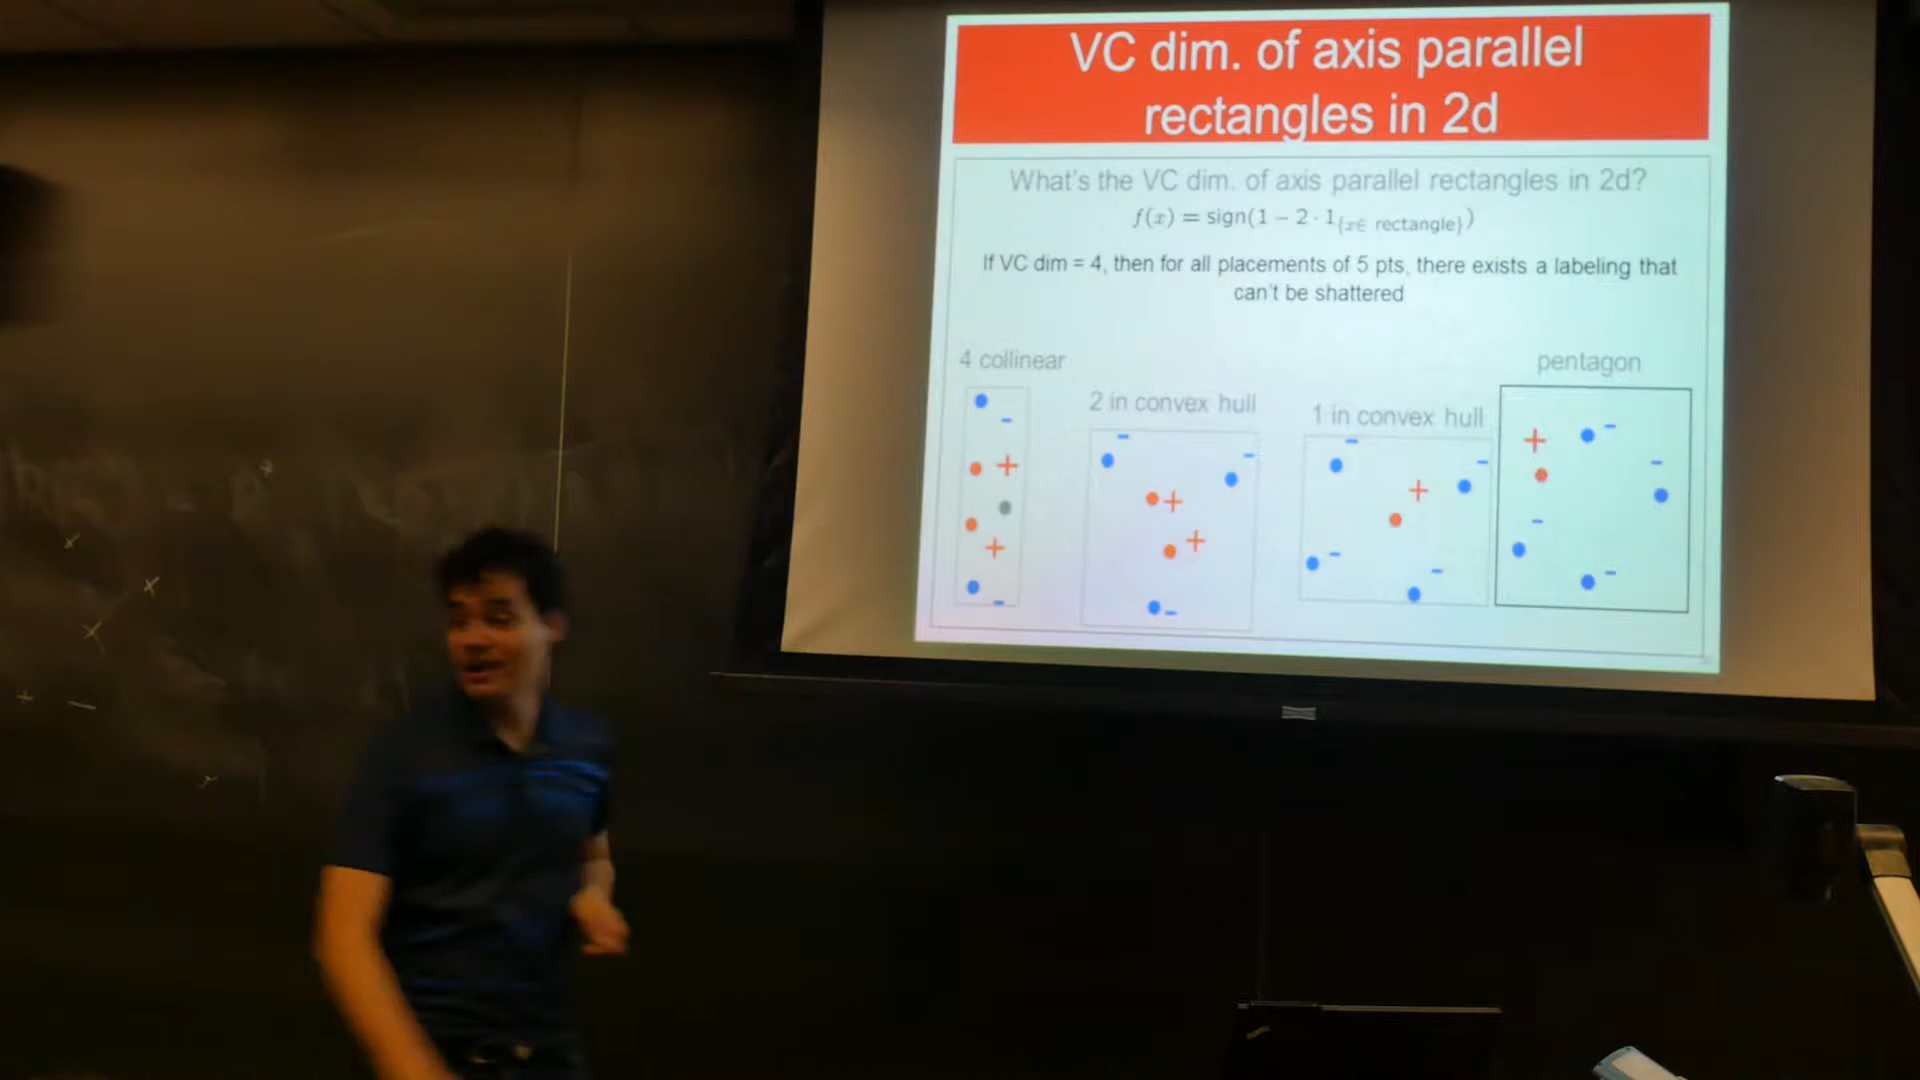 VC dim. of axis parallel
rectangles in 2d
What's the VC dim. of axis parallel rectangles in 2d?
f(x) = sign(1 − 2 · 1{x∈ rectangle})
If VC dim = 4, then for all placements of 5 pts, there exists a labeling that
can't be shattered
4 collinear
2 in convex hull
1 in convex hull
pentagon